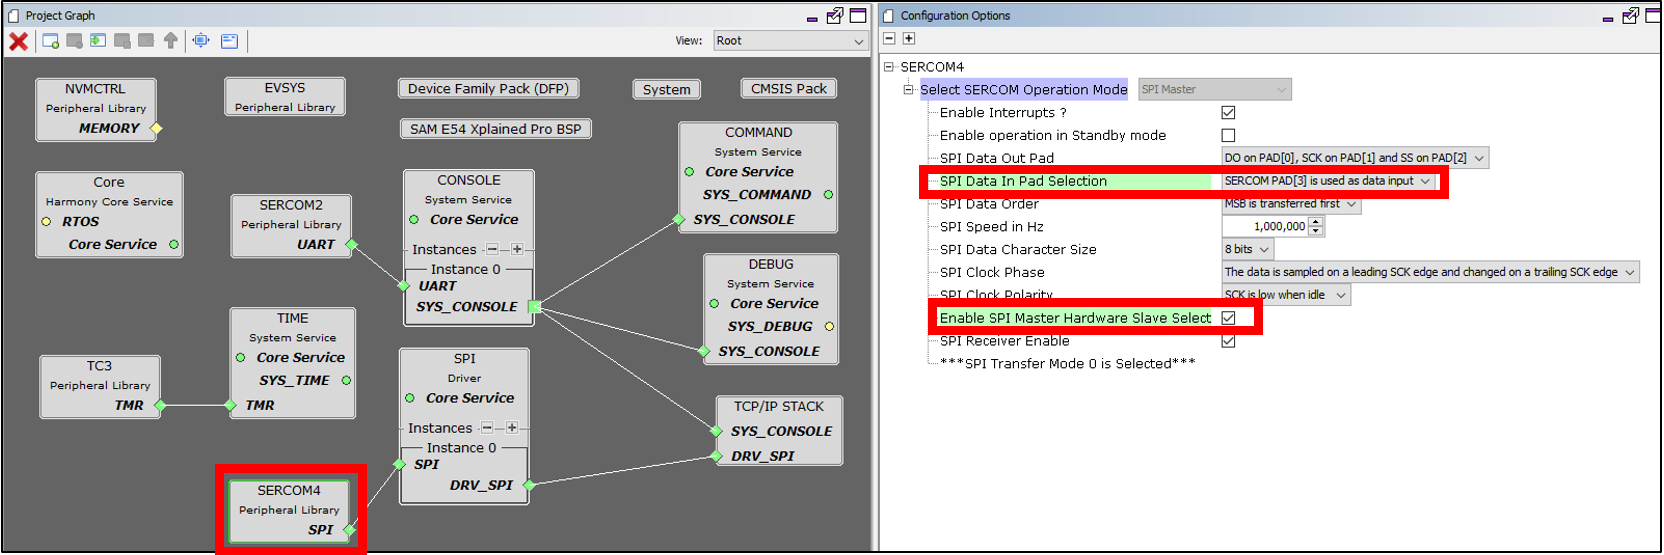 Project Graph
View:
Root
NVMCTRL
Peripheral Library
MEMORY
EVSYS
Peripheral Library
Device Family Pack (DFP)
System
CMSIS Pack
SAM E54 Xplained Pro BSP
Core
Harmony Core Service
RTOS
Core Service
SERCOM2
Peripheral Library
UART
CONSOLE
System Service
Core Service
Instances
Instance 0
UART
SYS_CONSOLE
COMMAND
System Service
Core Service
SYS_COMMAND
SYS_CONSOLE
DEBUG
System Service
Core Service
SYS_DEBUG
SYS_CONSOLE
TIME
System Service
Core Service
SYS_TIME
TMR
TC3
Peripheral Library
TMR
SPI
Driver
Core Service
Instances
Instance 0
SPI
DRV_SPI
TCP/IP STACK
SYS_CONSOLE
DRV_SPI
SERCOM4
Peripheral Library
SPI
Configuration Options
SERCOM4
Select SERCOM Operation Mode SPI Master
Enable Interrupts ?
Enable operation in Standby mode
SPI Data Out Pad DO on PAD[0], SCK on PAD[1] and SS on PAD[2]
SPI Data In Pad Selection SERCOM PAD[3] is used as data input
SPI Data Order MSB is transferred first
SPI Speed in Hz 1,000,000
SPI Data Character Size 8 bits
SPI Clock Phase The data is sampled on a leading SCK edge and changed on a trailing SCK edge
SPI Clock Polarity SCK is low when idle
Enable SPI Master Hardware Slave Select
SPI Receiver Enable
***SPI Transfer Mode 0 is Selected***